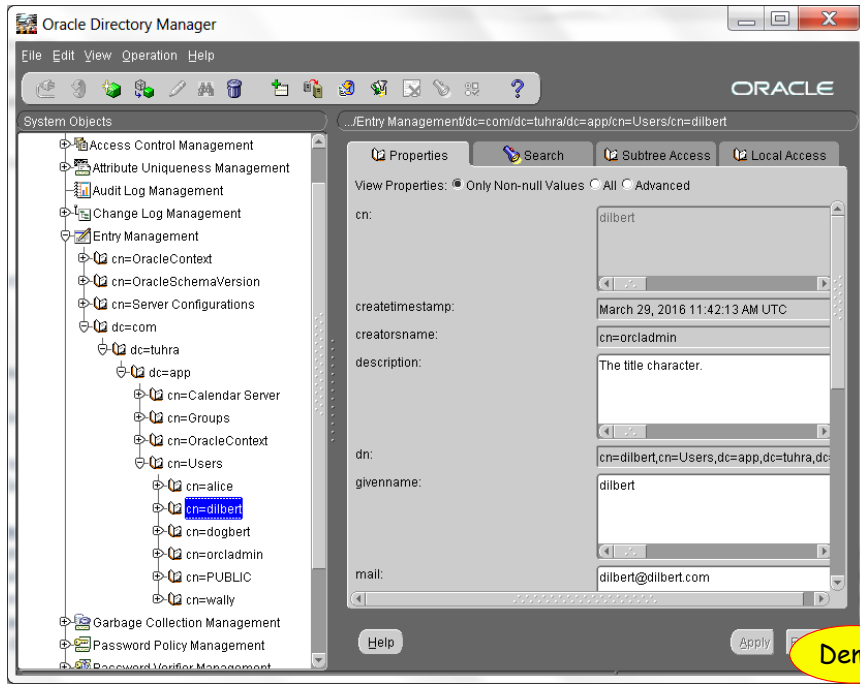 Oracle Directory Manager
File Edit View Operation Help
ORACLE
System Objects
Access Control Management
Attribute Uniqueness Management
Audit Log Management
Change Log Management
Entry Management
cn=OracleContext
cn=OracleSchemaVersion
cn=Server Configurations
dc=com
dc=tuhra
dc=app
cn=Calendar Server
cn=Groups
cn=OracleContext
cn=Users
cn=alice
cn=dilbert
cn=dogbert
cn=orcladmin
cn=PUBLIC
cn=wally
Garbage Collection Management
Password Policy Management
Password Verifier Management
.../Entry Management/dc=com/dc=tuhra/dc=app/cn=Users/cn=dilbert
Properties Search Subtree Access Local Access
View Properties: Only Non-null Values All Advanced
cn: dilbert
createtimestamp: March 29, 2016 11:42:13 AM UTC
creatorsname: cn=orcladmin
description: The title character.
dn: cn=dilbert,cn=Users,dc=app,dc=tuhra,dc
givenname: dilbert
mail: dilbert@dilbert.com
Help Apply